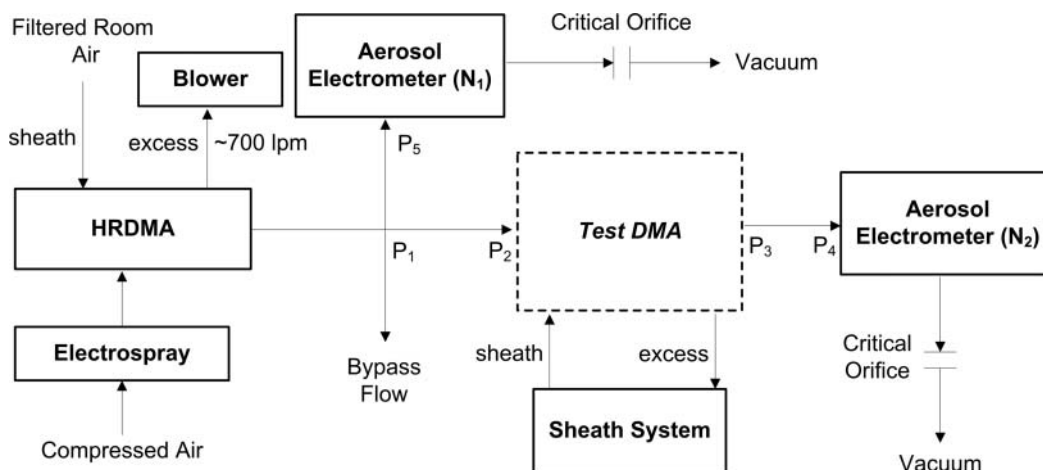 Filtered Room
Air
sheath
Blower
excess
~700 lpm
HRDMA
Electrospray
Compressed Air
Aerosol
Electrometer (N₁)
Critical Orifice
Vacuum
P₅
P₁
P₂
Bypass
Flow
Test DMA
P₃
P₄
sheath
excess
Sheath System
Aerosol
Electrometer (N₂)
Critical
Orifice
Vacuum